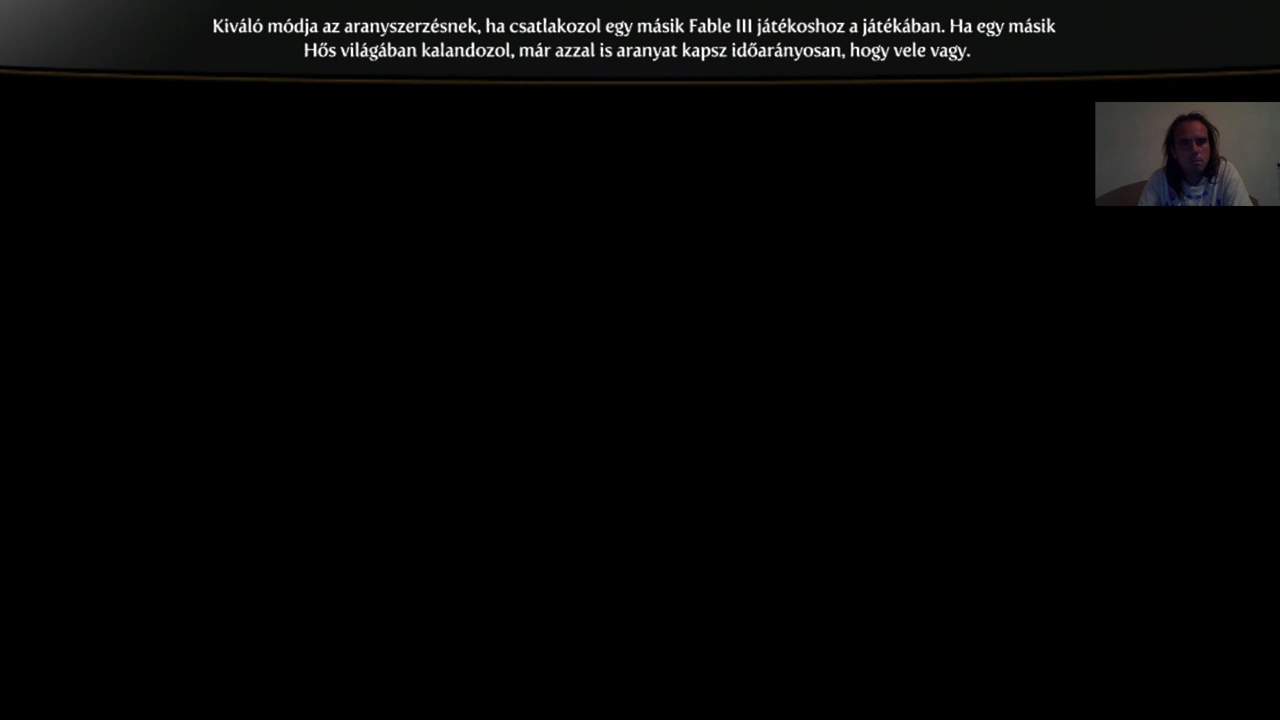 Kiváló módja az aranyszerzésnek, ha csatlakozol egy másik Fable III játékoshoz a játékában. Ha egy másik
Hős világában kalandozol, már azzal is aranyat kapsz időarányosan, hogy vele vagy.